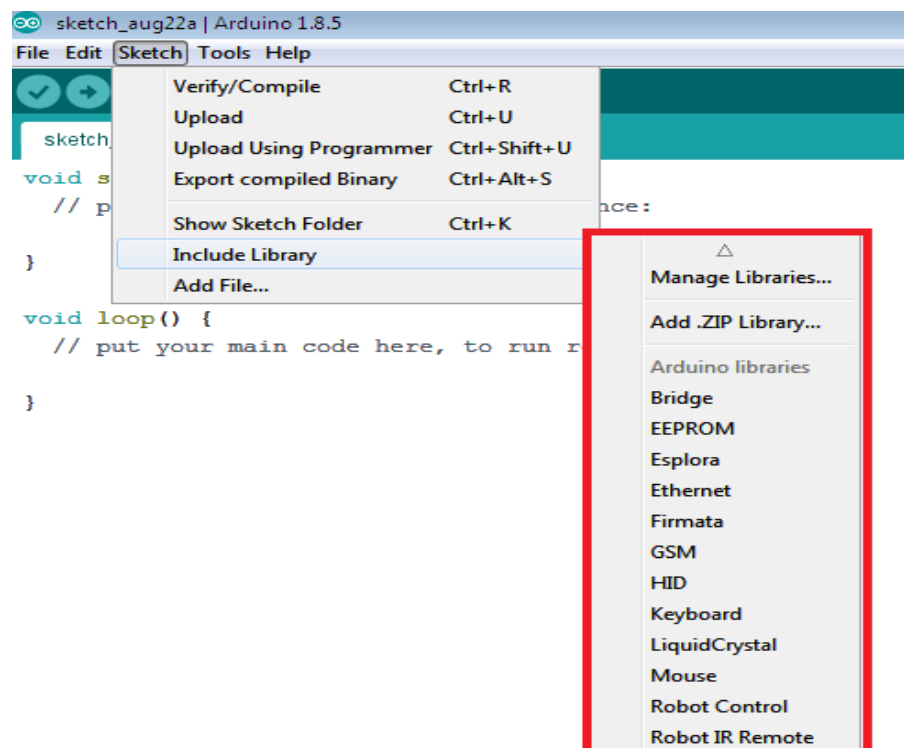 sketch_aug22a | Arduino 1.8.5
File Edit Sketch Tools Help
Verify/Compile Ctrl+R
Upload Ctrl+U
Upload Using Programmer Ctrl+Shift+U
Export compiled Binary Ctrl+Alt+S
Show Sketch Folder Ctrl+K
Include Library
Add File...
Manage Libraries...
Add .ZIP Library...
Arduino libraries
Bridge
EEPROM
Esplora
Ethernet
Firmata
GSM
HID
Keyboard
LiquidCrystal
Mouse
Robot Control
Robot IR Remote
sketch_
void s
// p nce:
}
void loop() {
// put your main code here, to run r
}